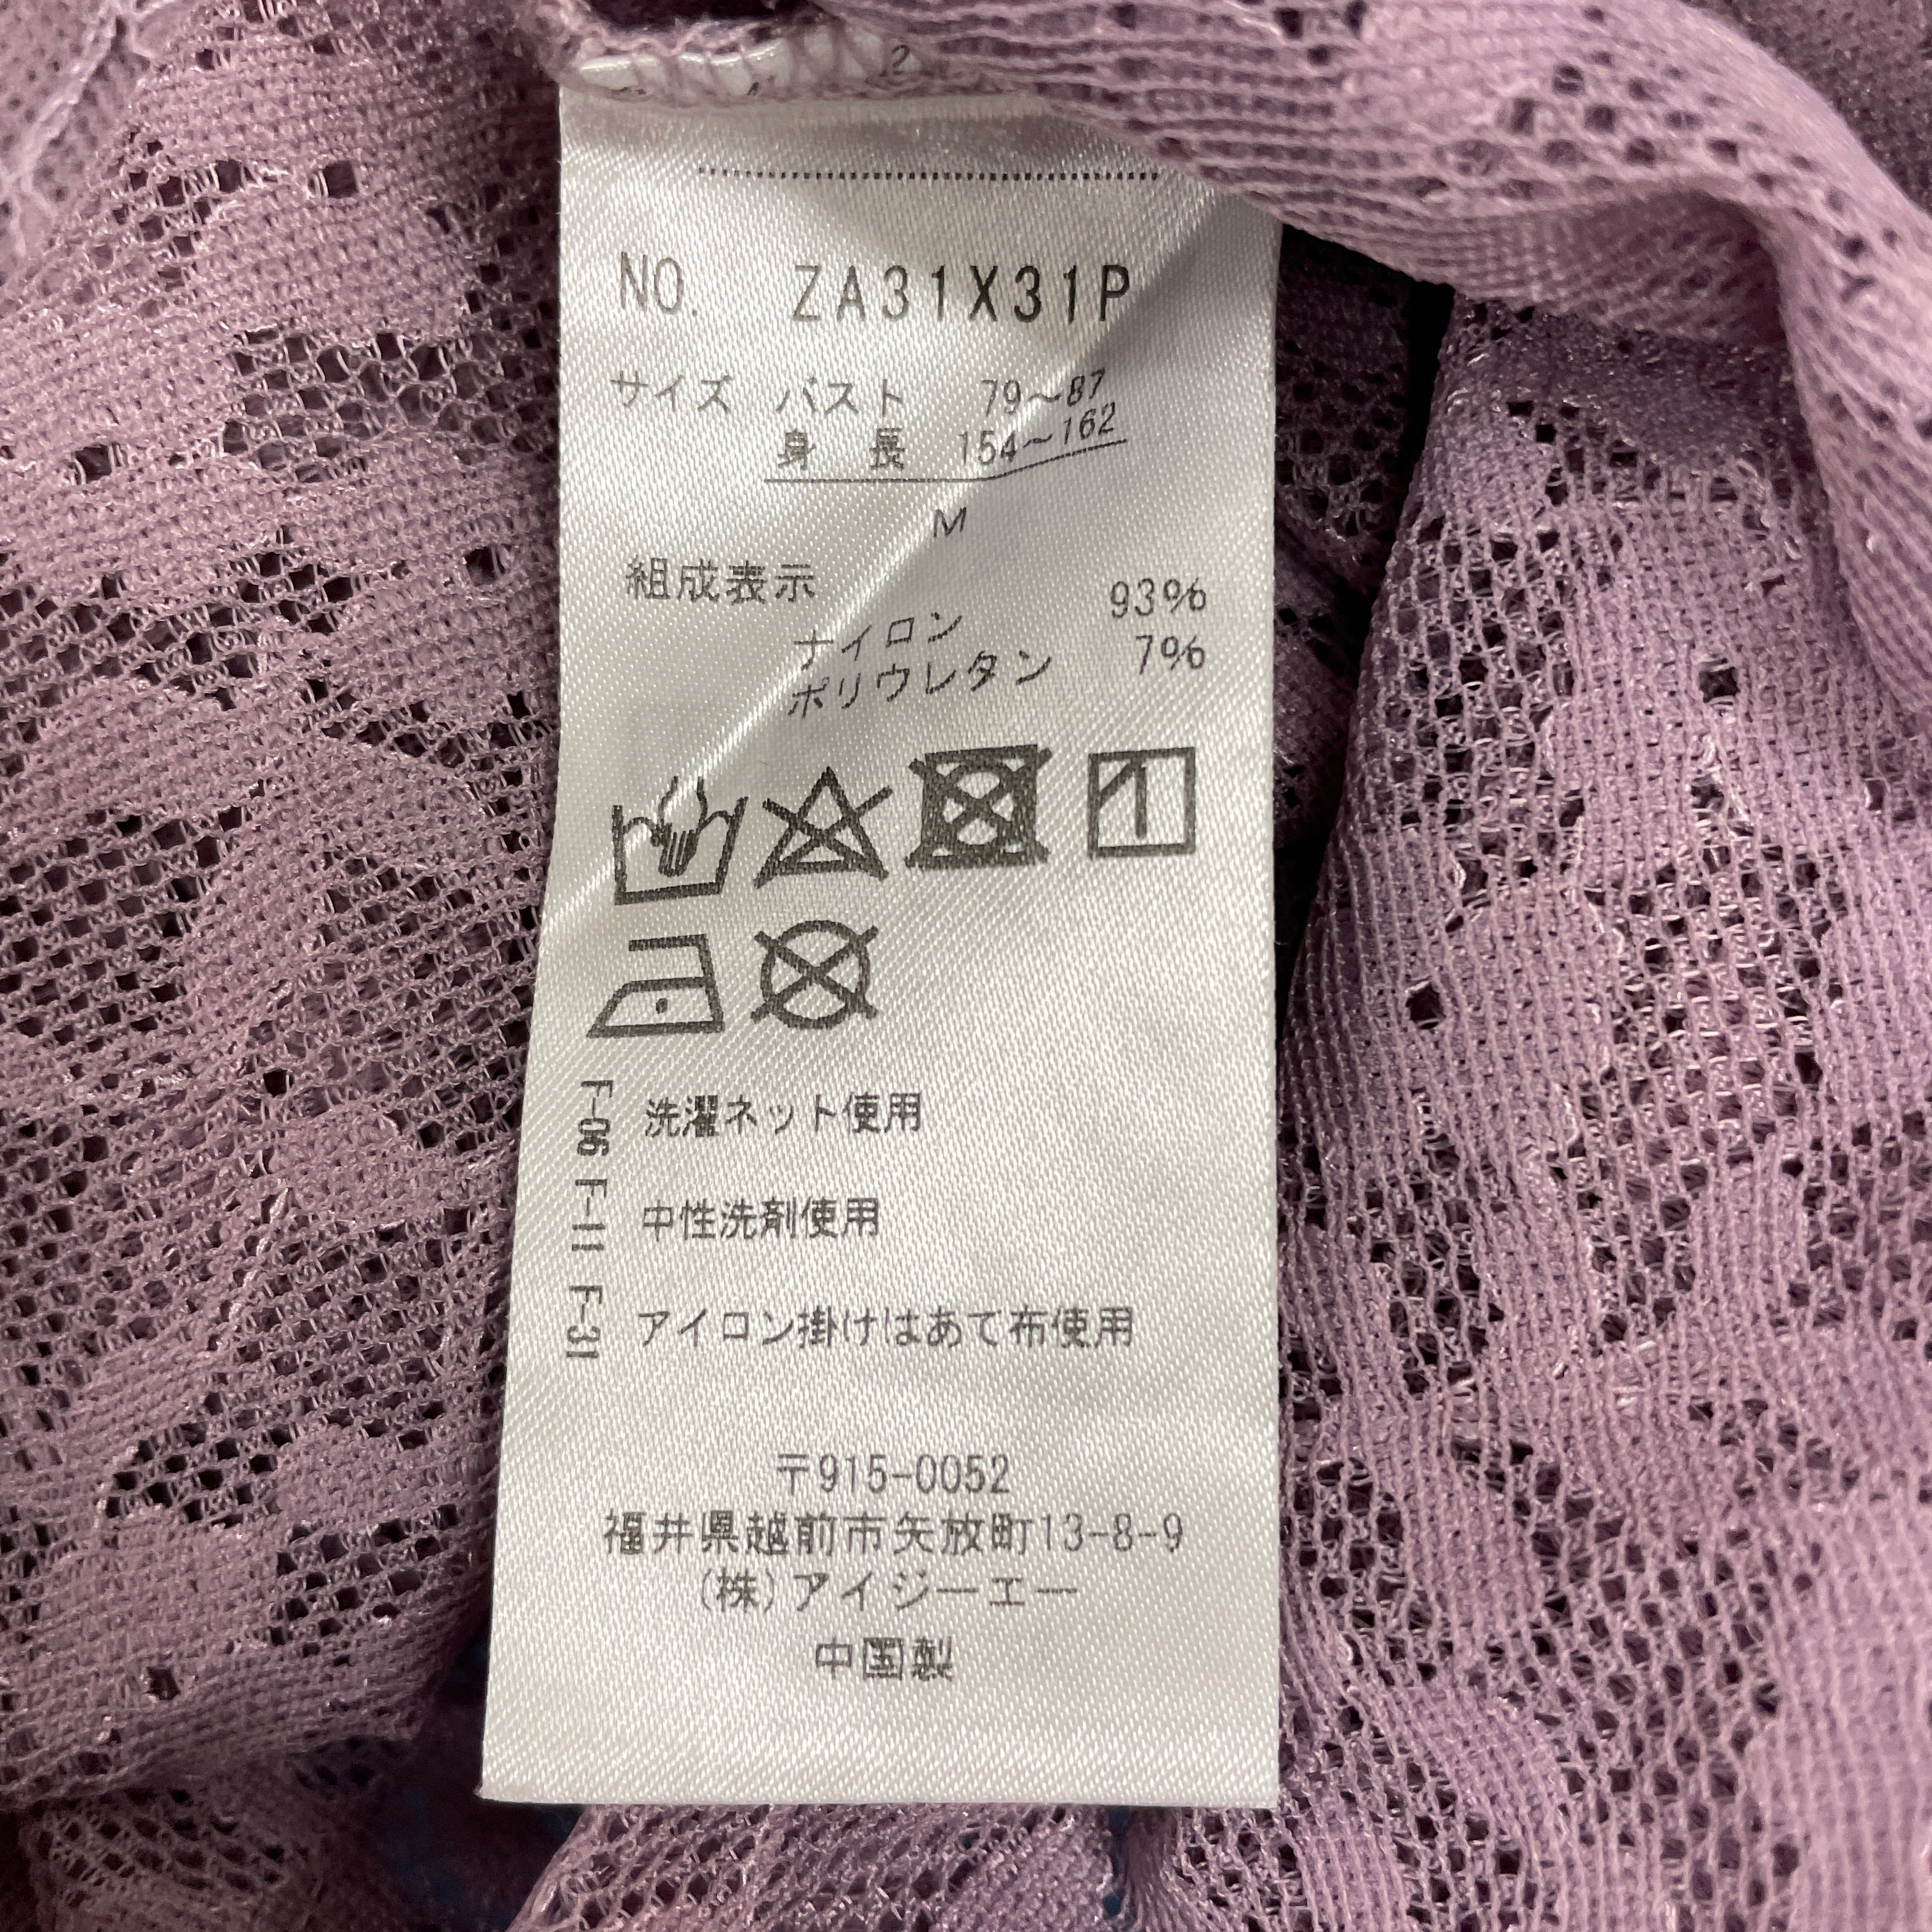 NO. ZA31X31P
サイズ バスト 79～87
身 長 154～162
M
組成表示
ナイロン 93%
ポリウレタン 7%
F-06 F-11 F-31
洗濯ネット使用
中性洗剤使用
アイロン掛けはあて布使用
〒915-0052
福井県越前市矢放町13-8-9
(株)アイジーエー
中国製